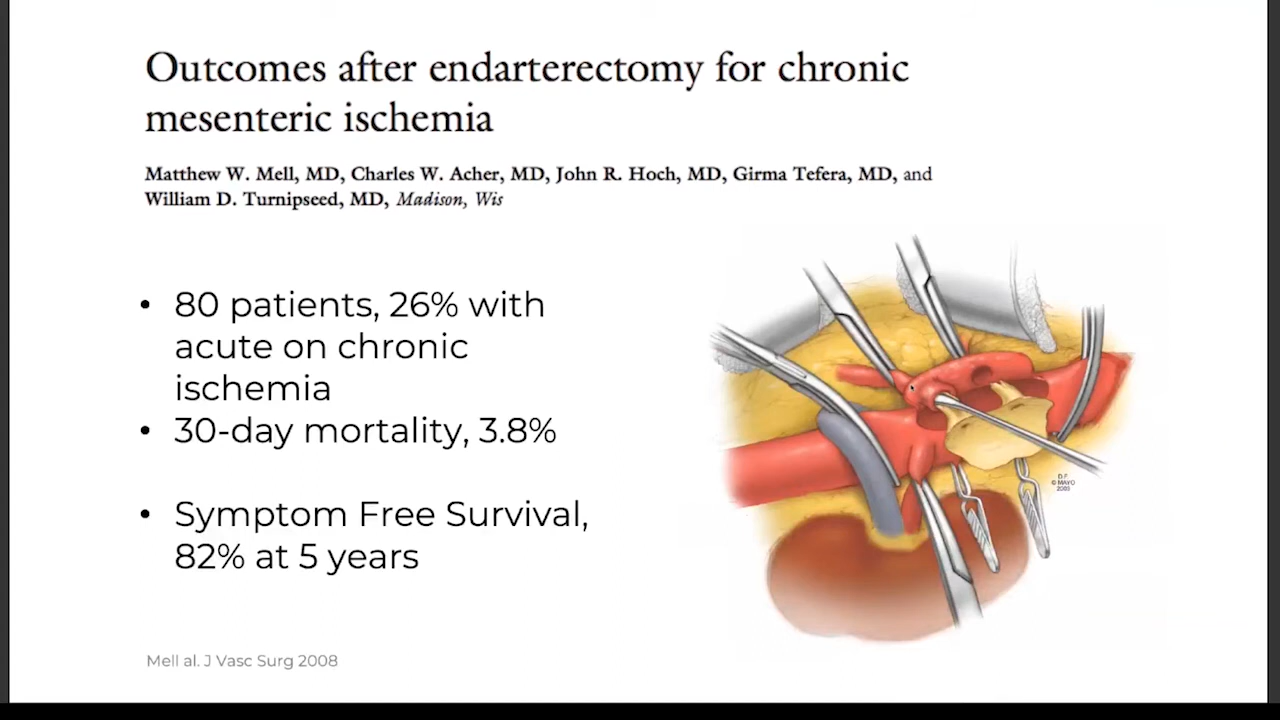 Outcomes after endarterectomy for chronic
mesenteric ischemia
Matthew W. Mell, MD, Charles W. Acher, MD, John R. Hoch, MD, Girma Tefera, MD, and
William D. Turnipseed, MD, Madison, Wis
• 80 patients, 26% with
acute on chronic
ischemia
• 30-day mortality, 3.8%
• Symptom Free Survival,
82% at 5 years
© MAYO
Mell al. J Vasc Surg 2008